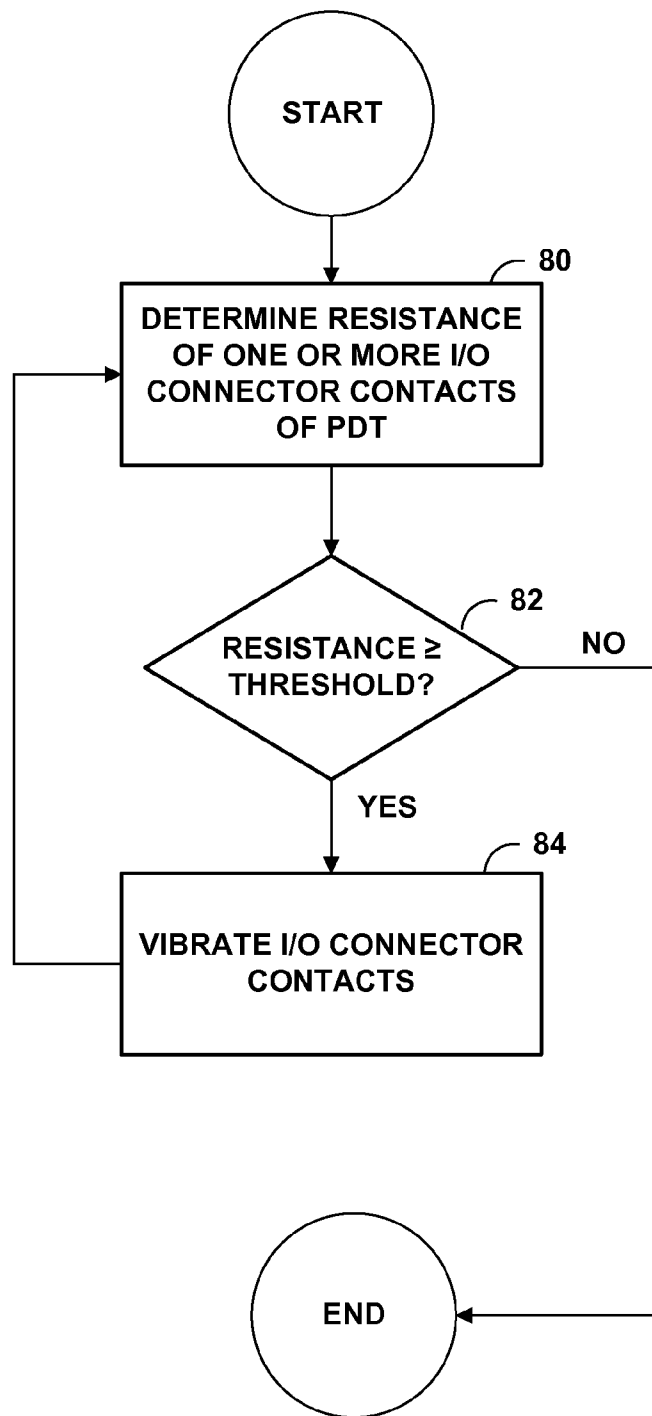 START
80
DETERMINE RESISTANCE
OF ONE OR MORE I/O
CONNECTOR CONTACTS
OF PDT
82
RESISTANCE ≥
THRESHOLD?
NO
YES
84
VIBRATE I/O CONNECTOR
CONTACTS
END